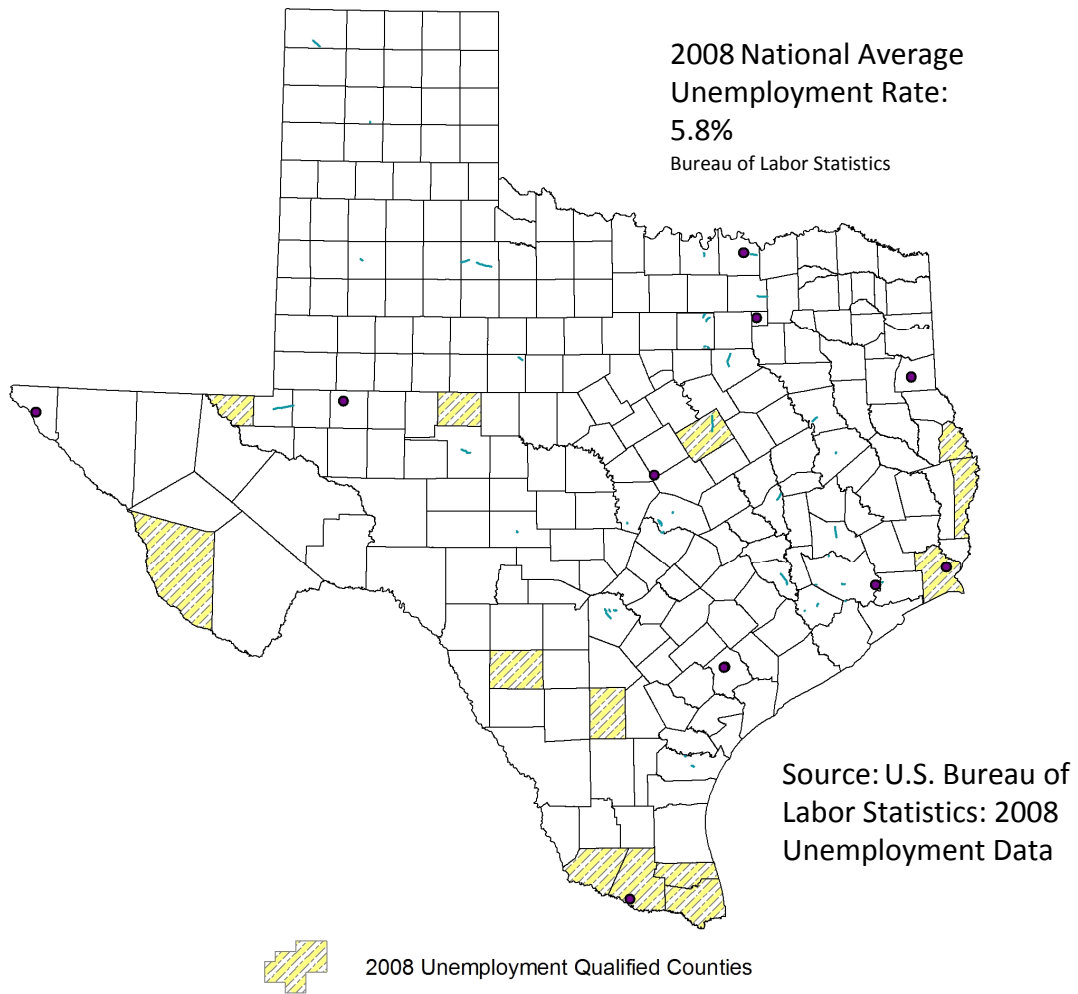 2008 National Average
Unemployment Rate:
5.8%
Bureau of Labor Statistics
Source: U.S. Bureau of
Labor Statistics: 2008
Unemployment Data
2008 Unemployment Qualified Counties